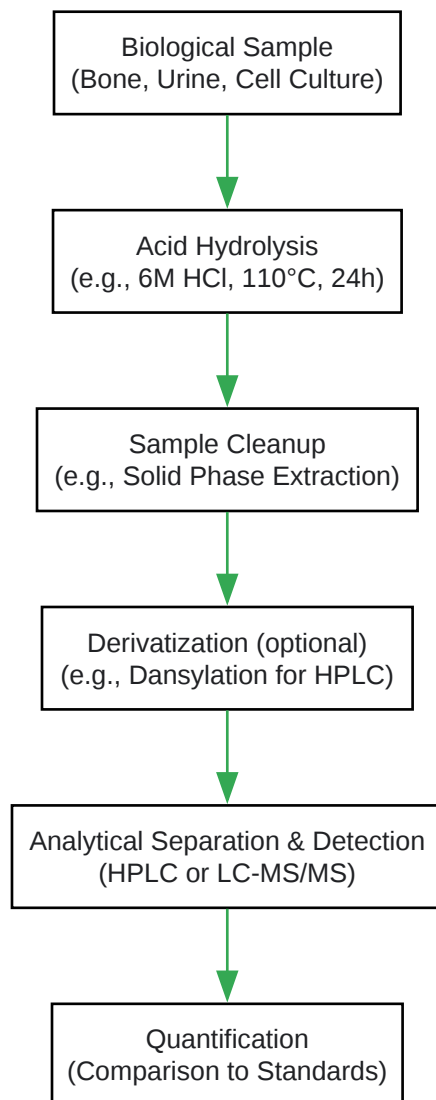 Biological Sample
(Bone, Urine, Cell Culture)
Acid Hydrolysis
(e.g., 6M HCl, 110°C, 24h)
Sample Cleanup
(e.g., Solid Phase Extraction)
Derivatization (optional)
(e.g., Dansylation for HPLC)
Analytical Separation & Detection
(HPLC or LC-MS/MS)
Quantification
(Comparison to Standards)